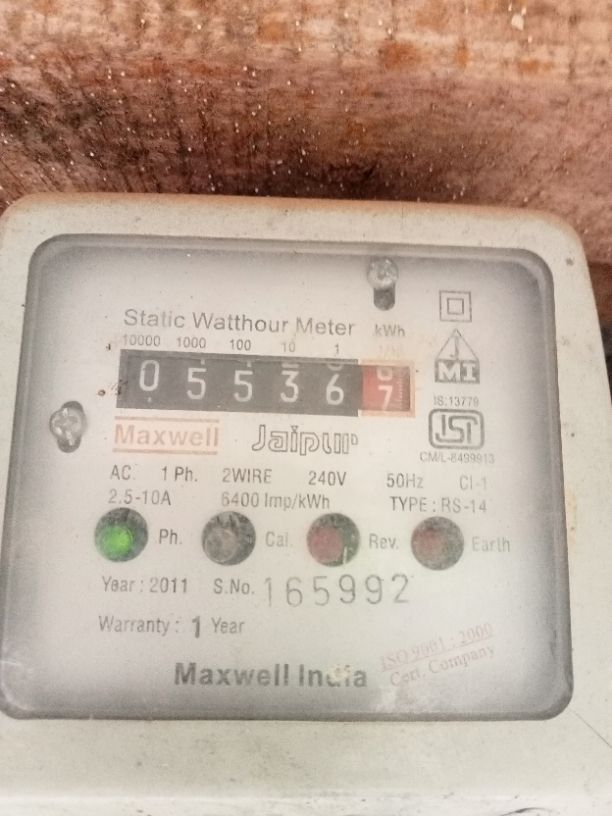 Static Watthour Meter kWh
10000 1000 100 10 1
0 5 5 3 6 7
MI
IS:13779
ISI
CM/L-8499913
Maxwell Jaipur
AC. 1 Ph. 2WIRE 240V 50Hz Cl-1
2.5-10A 6400 Imp/kWh TYPE : RS-14
Ph. Cal. Rev. Earth
Year : 2011 S.No. 165992
Warranty : 1 Year
ISO 9001 : 2000
Cert. Company
Maxwell India